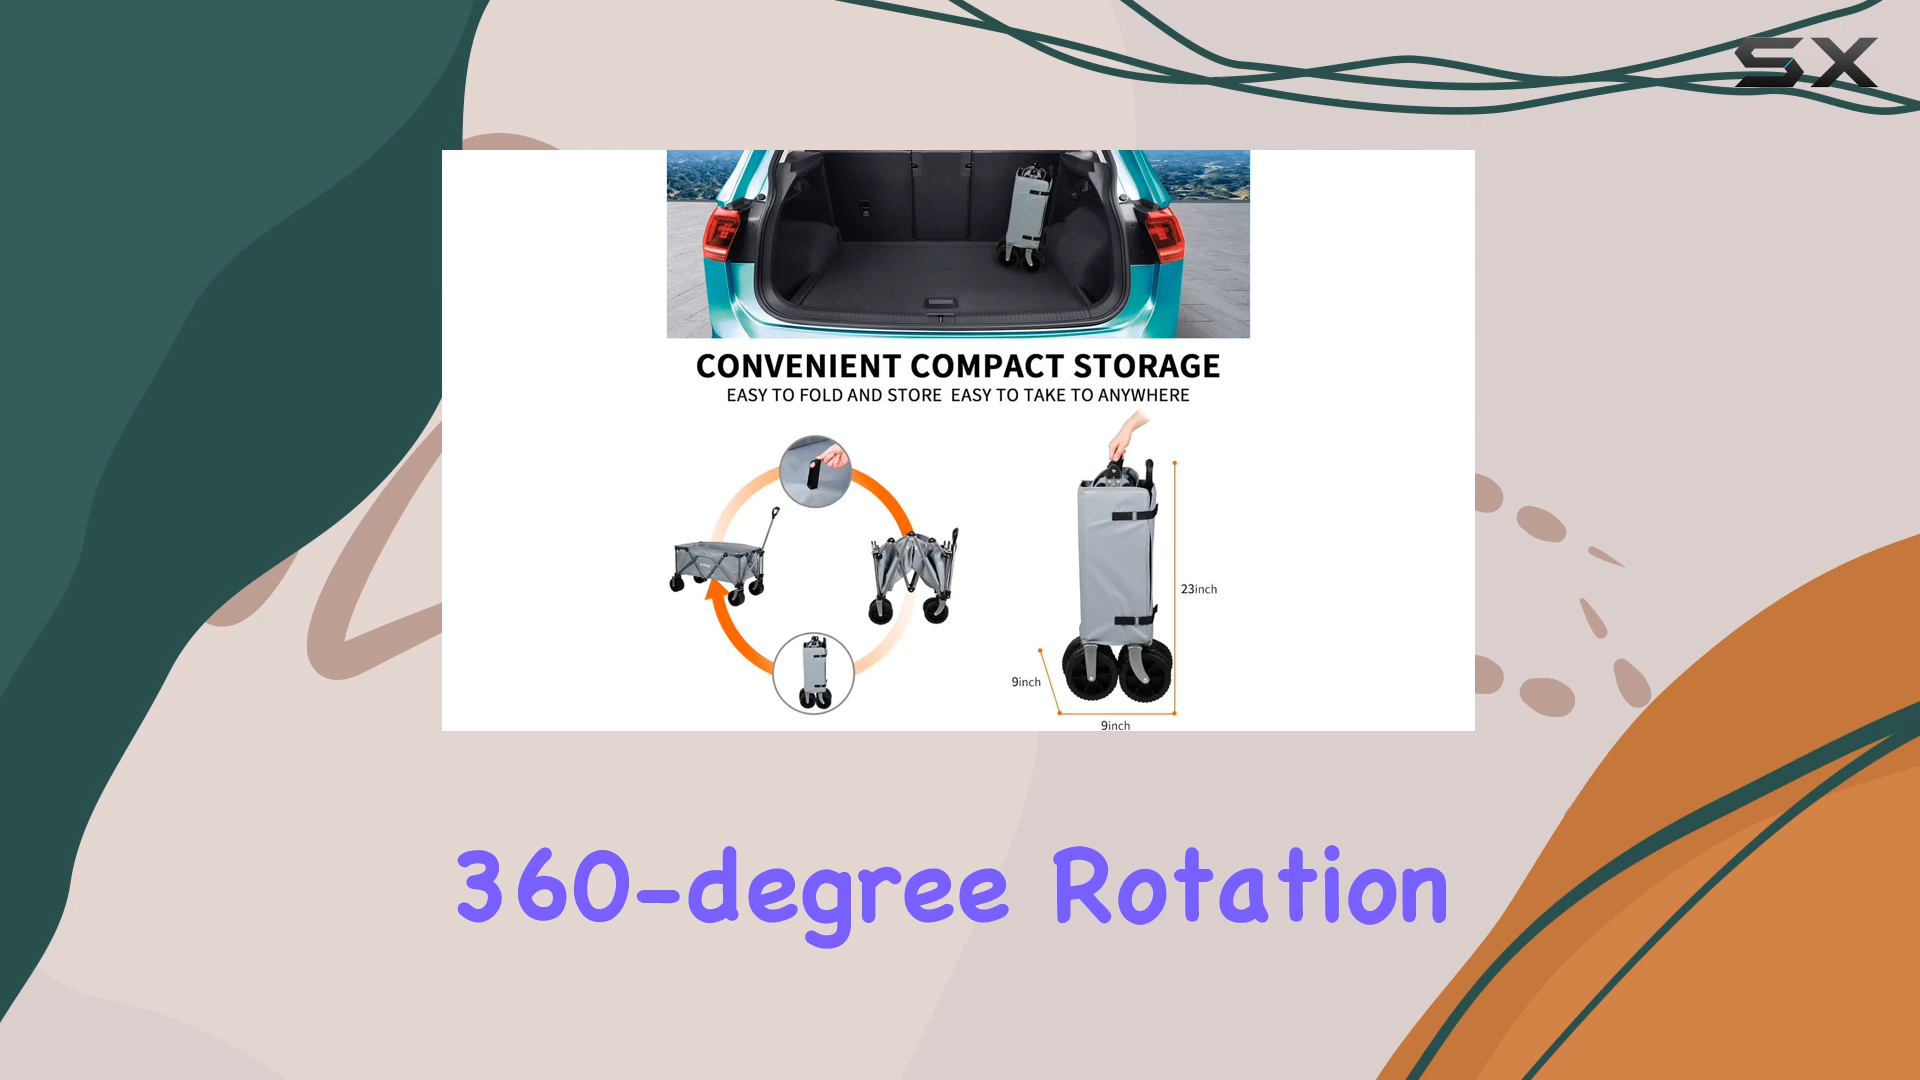 SX
CONVENIENT COMPACT STORAGE
EASY TO FOLD AND STORE EASY TO TAKE TO ANYWHERE
23inch
9inch
9inch
360-degree Rotation